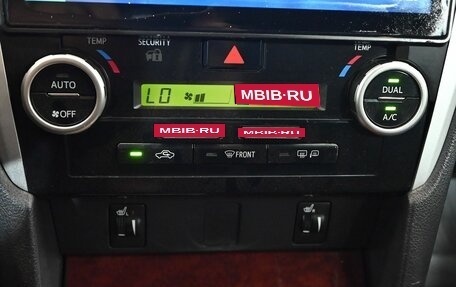 TEMP
SECURITY
TEMP
AUTO
OFF
LO
MBIB·RU
DUAL
A/C
MBIB·RU
FRONT